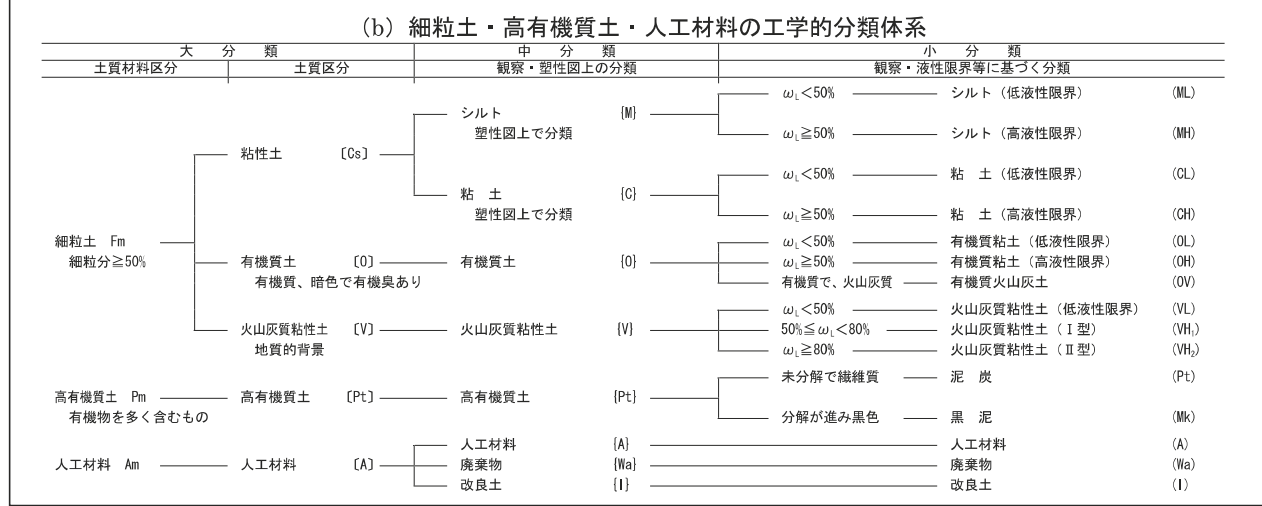 (b) 細粒土・高有機質土・人工材料の工学的分類体系
大 分 類 中 分 類 小 分 類
土質材料区分 土質区分 観察・塑性図上の分類 観察・液性限界等に基づく分類
ωL<50% シルト(低液性限界) (ML)
シルト {M}
塑性図上で分類 ωL≧50% シルト(高液性限界) (MH)
粘性土 〔Cs〕
ωL<50% 粘 土(低液性限界) (CL)
粘 土 {C}
塑性図上で分類 ωL≧50% 粘 土(高液性限界) (CH)
細粒土 Fm ωL<50% 有機質粘土(低液性限界) (OL)
細粒分≧50% 有機質土 〔O〕 有機質土 {O} ωL≧50% 有機質粘土(高液性限界) (OH)
有機質、暗色で有機臭あり 有機質で、火山灰質 有機質火山灰土 (OV)
ωL<50% 火山灰質粘性土(低液性限界) (VL)
火山灰質粘性土 〔V〕 火山灰質粘性土 {V} 50%≦ωL<80% 火山灰質粘性土(Ⅰ型) (VH1)
地質的背景 ωL≧80% 火山灰質粘性土(Ⅱ型) (VH2)
未分解で繊維質 泥 炭 (Pt)
高有機質土 Pm 高有機質土 〔Pt〕 高有機質土 {Pt}
有機物を多く含むもの 分解が進み黒色 黒 泥 (Mk)
人工材料 {A} 人工材料 (A)
人工材料 Am 人工材料 〔A〕 廃棄物 {Wa} 廃棄物 (Wa)
改良土 {I} 改良土 (I)